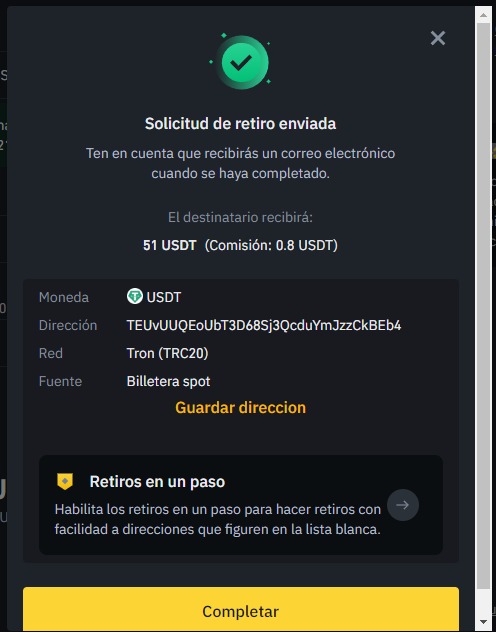 Solicitud de retiro enviada
Ten en cuenta que recibirás un correo electrónico
cuando se haya completado.
El destinatario recibirá:
51 USDT (Comisión: 0.8 USDT)
Moneda USDT
Dirección TEUvUUQEoUbT3D68Sj3QcduYmJzzCkBEb4
Red Tron (TRC20)
Fuente Billetera spot
Guardar direccion
Retiros en un paso
Habilita los retiros en un paso para hacer retiros con
facilidad a direcciones que figuren en la lista blanca.
Completar